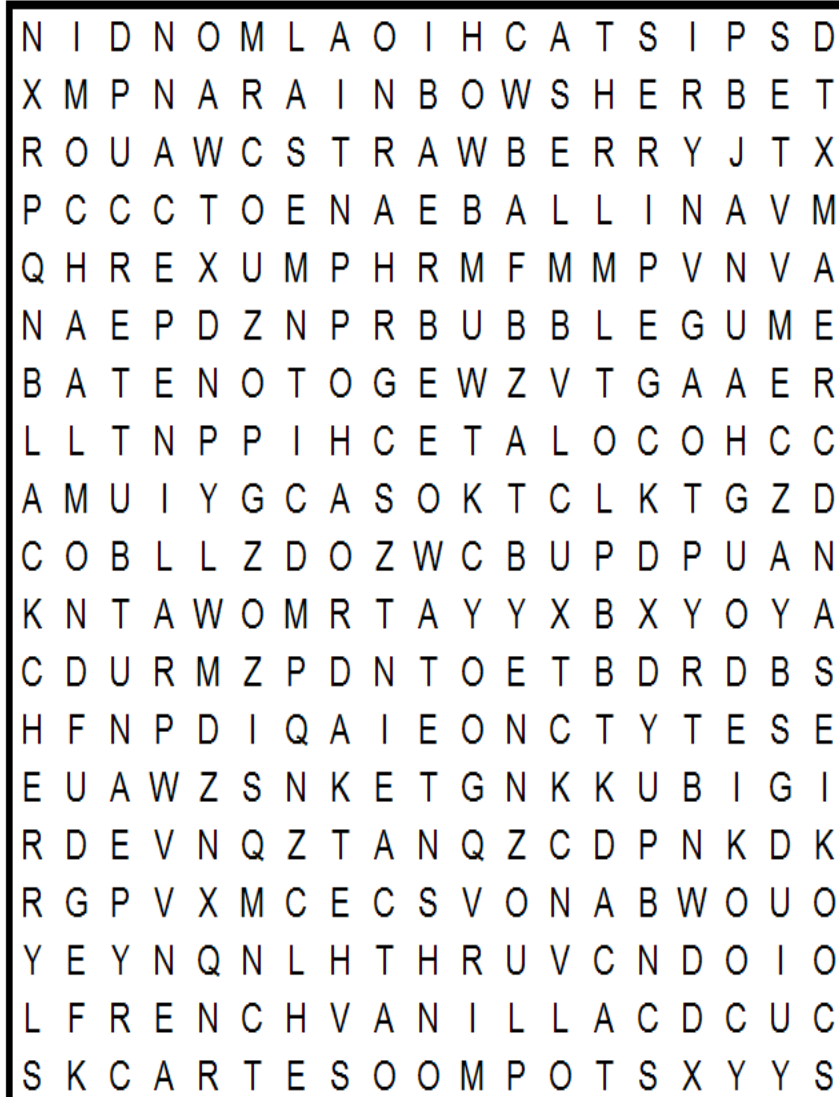 N I D N O M L A O I H C A T S I P S D
X M P N A R A I N B O W S H E R B E T
R O U A W C S T R A W B E R R Y J T X
P C C C T O E N A E B A L L I N A V M
Q H R E X U M P H R M F M M P V N V A
N A E P D Z N P R B U B B L E G U M E
B A T E N O T O G E W Z V T G A A E R
L L T N P P I H C E T A L O C O H C C
A M U I Y G C A S O K T C L K T G Z D
C O B L L Z D O Z W C B U P D P U A N
K N T A W O M R T A Y Y X B X Y O Y A
C D U R M Z P D N T O E T B D R D B S
H F N P D I Q A I E O N C T Y T E S E
E U A W Z S N K E T G N K K U B I G I
R D E V N Q Z T A N Q Z C D P N K D K
R G P V X M C E C S V O N A B W O U O
Y E Y N Q N L H T H R U V C N D O I O
L F R E N C H V A N I L L A C D C U C
S K C A R T E S O O M P O T S X Y Y S